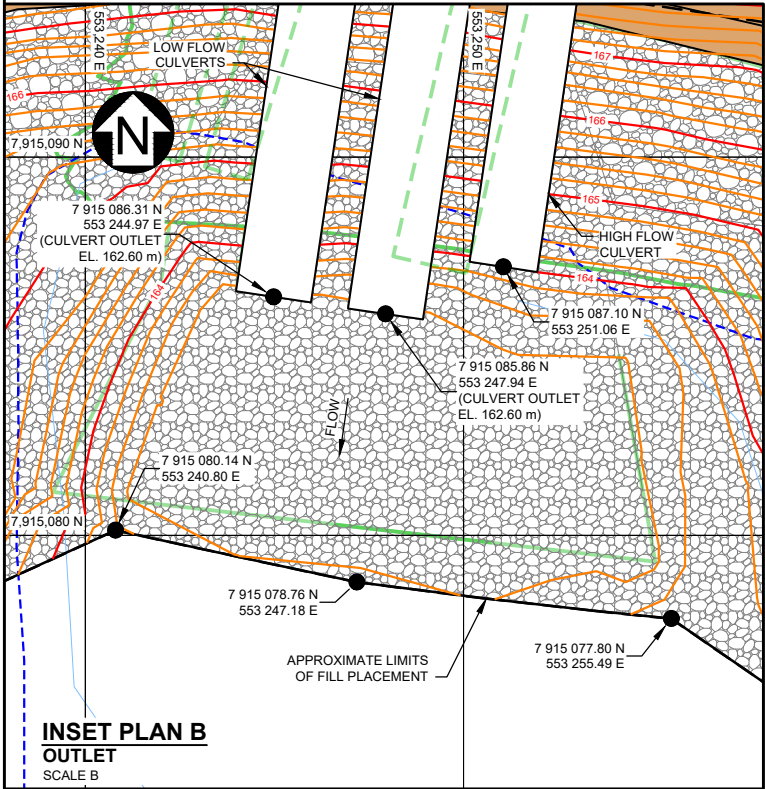 553,240 E
553,250 E
LOW FLOW
CULVERTS
167
166
166
N
7,915,090 N
165
7 915 086.31 N
553 244.97 E
(CULVERT OUTLET
EL. 162.60 m)
HIGH FLOW
CULVERT
164
164
7 915 087.10 N
553 251.06 E
7 915 085.86 N
553 247.94 E
(CULVERT OUTLET
EL. 162.60 m)
FLOW
7 915 080.14 N
553 240.80 E
7,915,080 N
7 915 078.76 N
553 247.18 E
7 915 077.80 N
553 255.49 E
APPROXIMATE LIMITS
OF FILL PLACEMENT
INSET PLAN B
OUTLET
SCALE B